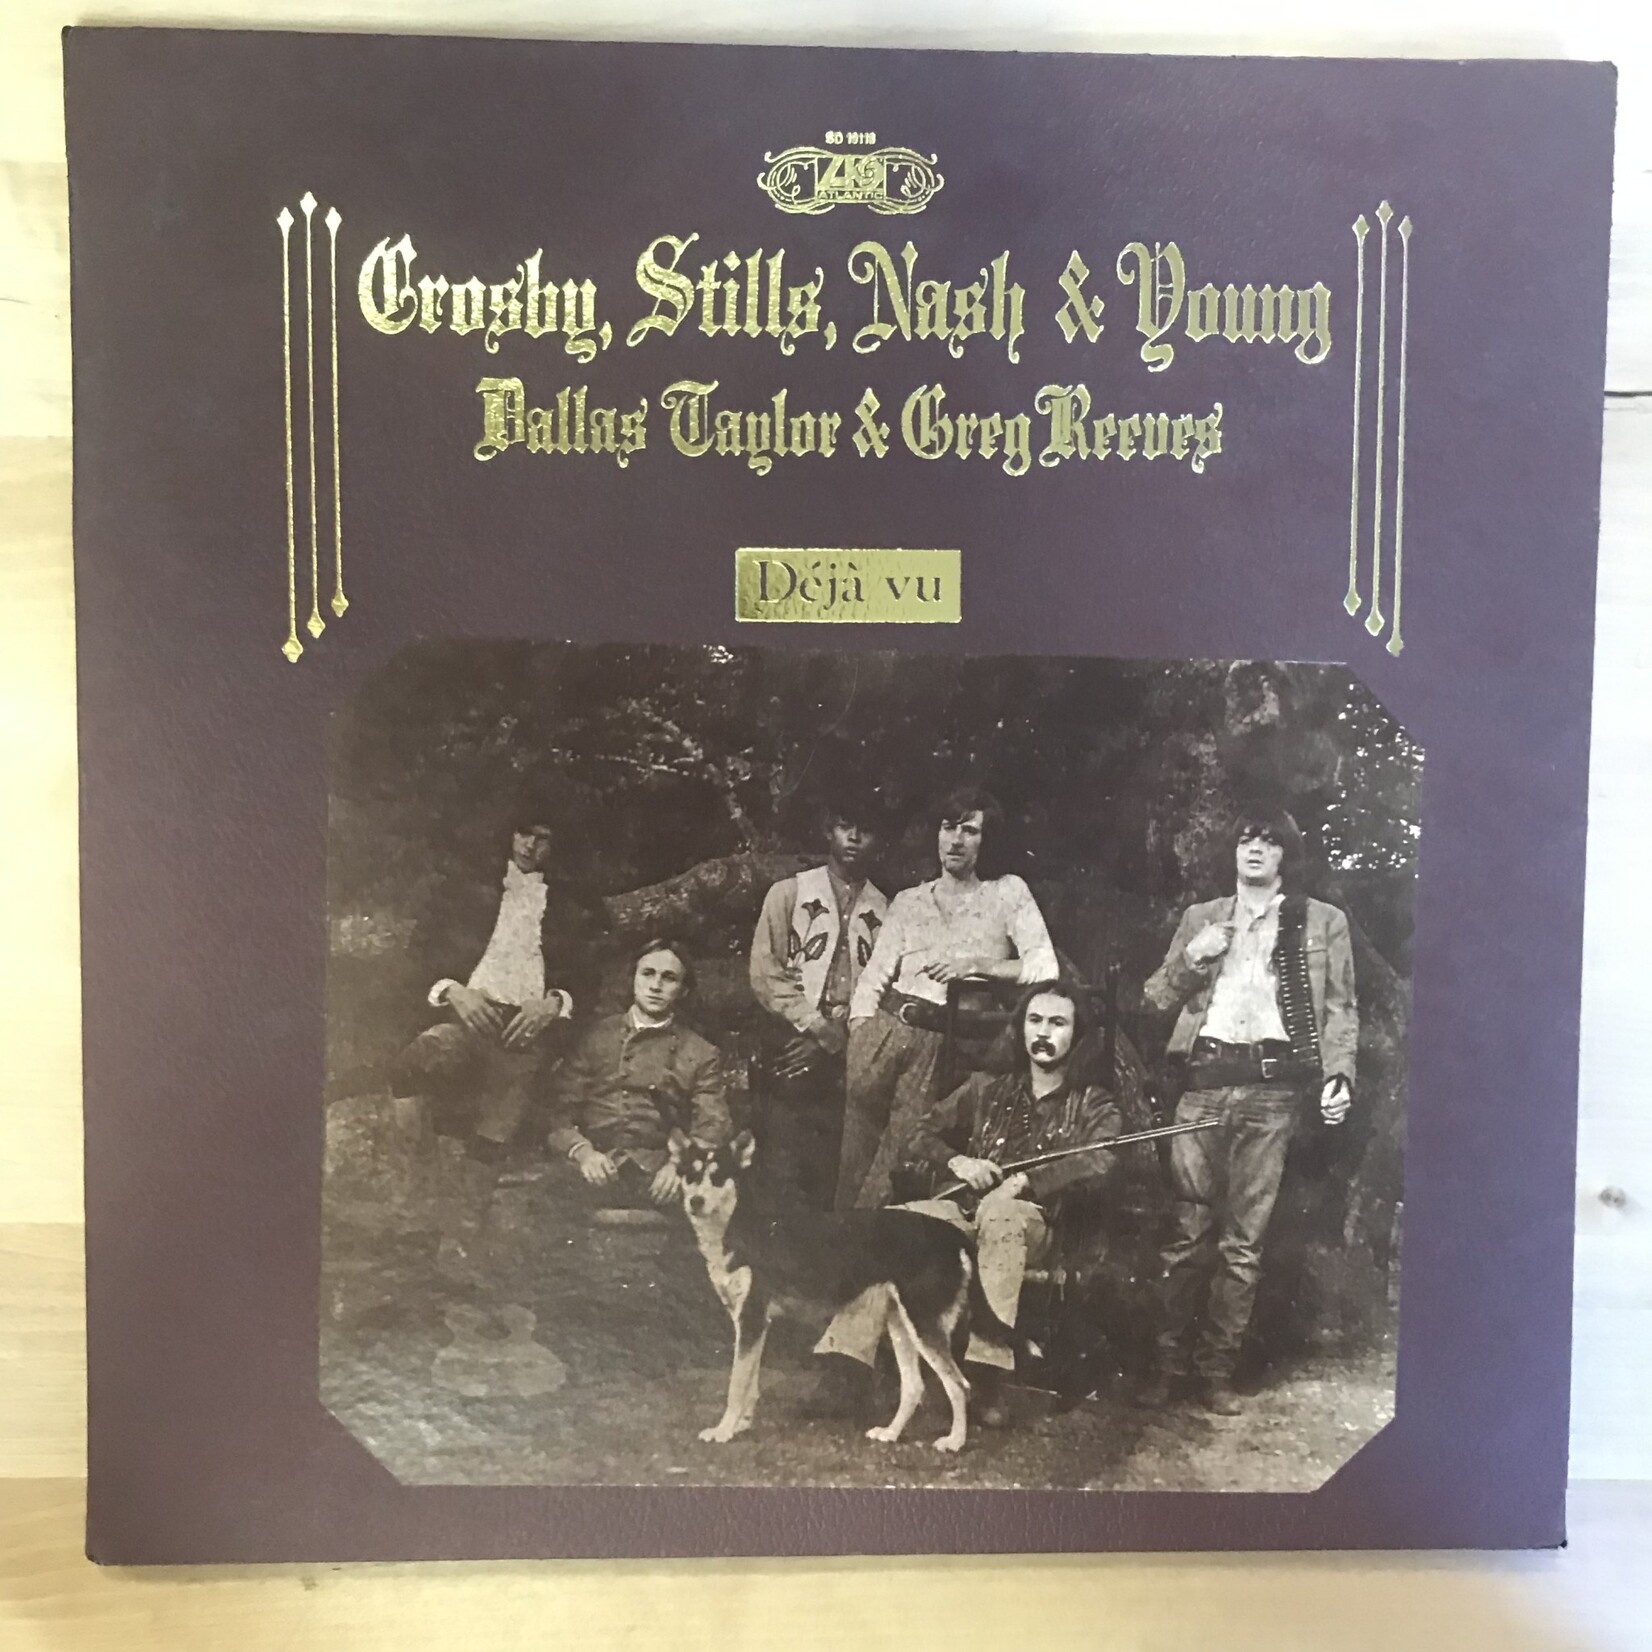 SD 19118
ATLANTIC
Crosby, Stills, Nash & Young
Dallas Taylor & Greg Reeves
Déjà vu